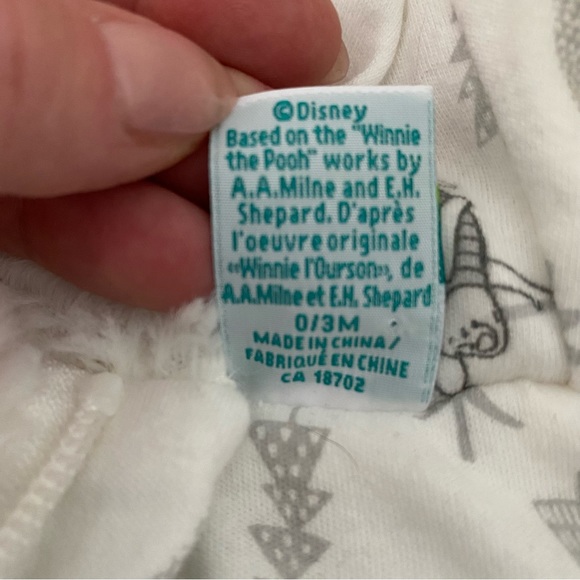 ©Disney
Based on the "Winnie
the Pooh" works by
A.A.Milne and E.H.
Shepard. D'après
l'oeuvre originale
«Winnie l'Ourson», de
A.A.Milne et E.H. Shepard
0/3M
MADE IN CHINA/
FABRIQUÉ EN CHINE
CA 18702